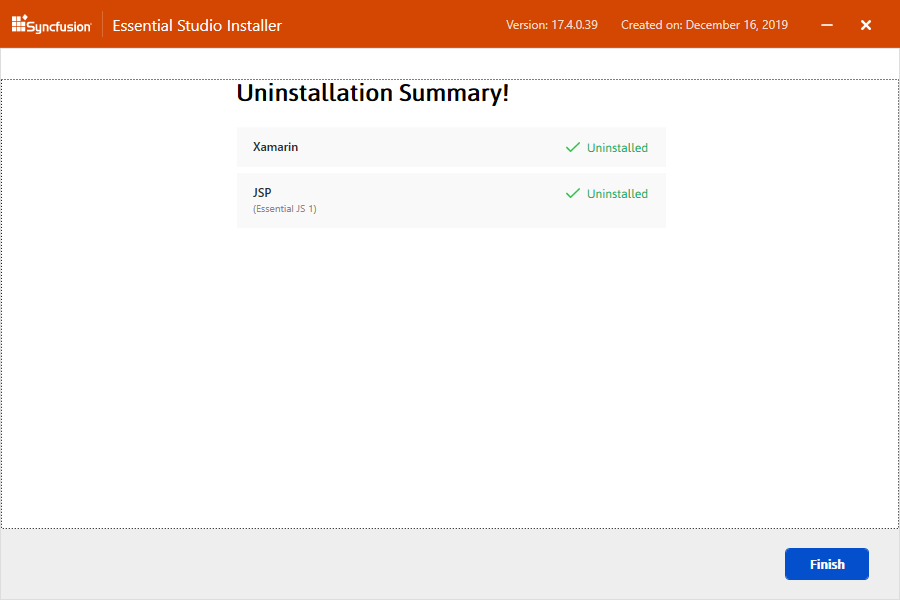 Syncfusion Essential Studio Installer Version: 17.4.0.39 Created on: December 16, 2019
Uninstallation Summary!
Xamarin Uninstalled
JSP Uninstalled
(Essential JS 1)
Finish